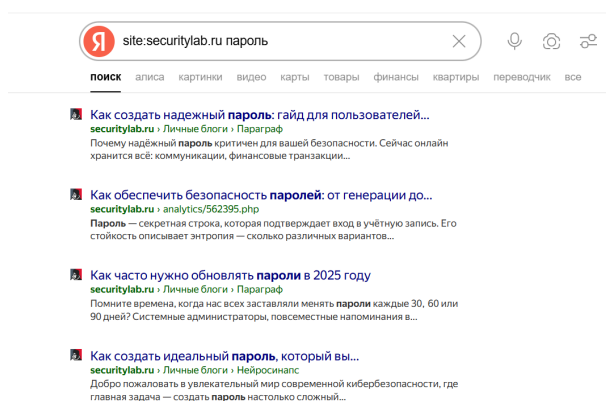 Я site:securitylab.ru пароль
поиск алиса картинки видео карты товары финансы квартиры переводчик все
Как создать надежный пароль: гайд для пользователей...
securitylab.ru › Личные блоги › Параграф
Почему надёжный пароль критичен для вашей безопасности. Сейчас онлайн
хранится всё: коммуникации, финансовые транзакции...
Как обеспечить безопасность паролей: от генерации до...
securitylab.ru › analytics/562395.php
Пароль — секретная строка, которая подтверждает вход в учётную запись. Его
стойкость описывает энтропия — сколько различных вариантов...
Как часто нужно обновлять пароли в 2025 году
securitylab.ru › Личные блоги › Параграф
Помните времена, когда нас всех заставляли менять пароли каждые 30, 60 или
90 дней? Системные администраторы, повсеместные напоминания в...
Как создать идеальный пароль, который вы...
securitylab.ru › Личные блоги › Нейросинапс
Добро пожаловать в увлекательный мир современной кибербезопасности, где
главная задача — создать пароль настолько сложный...